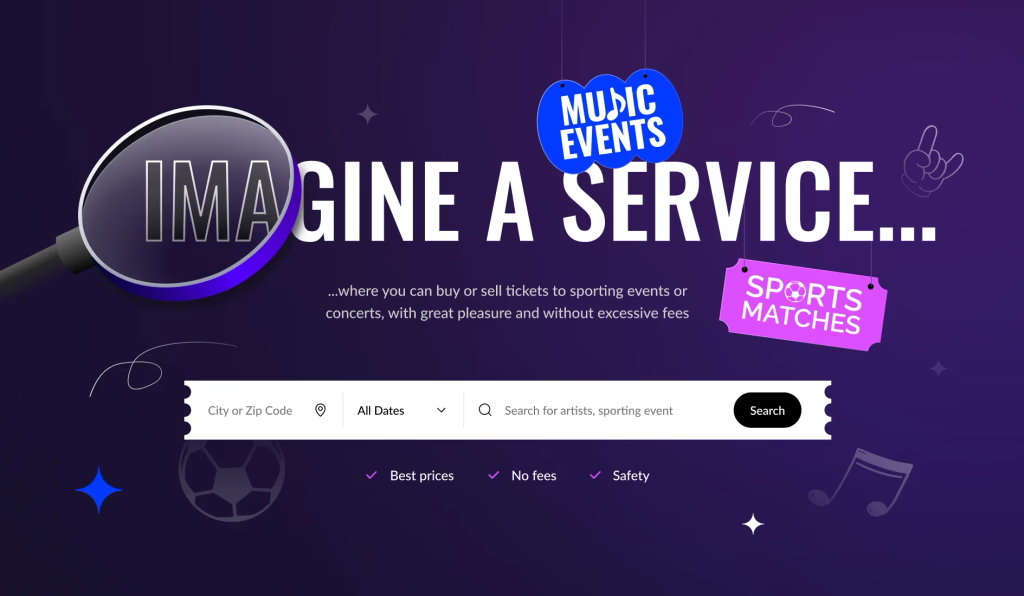 MUSIC
EVENTS
IMAGINE A SERVICE...
...where you can buy or sell tickets to sporting events or
concerts, with great pleasure and without excessive fees
SPORTS
MATCHES
City or Zip Code
All Dates
Search for artists, sporting event
Search
Best prices
No fees
Safety